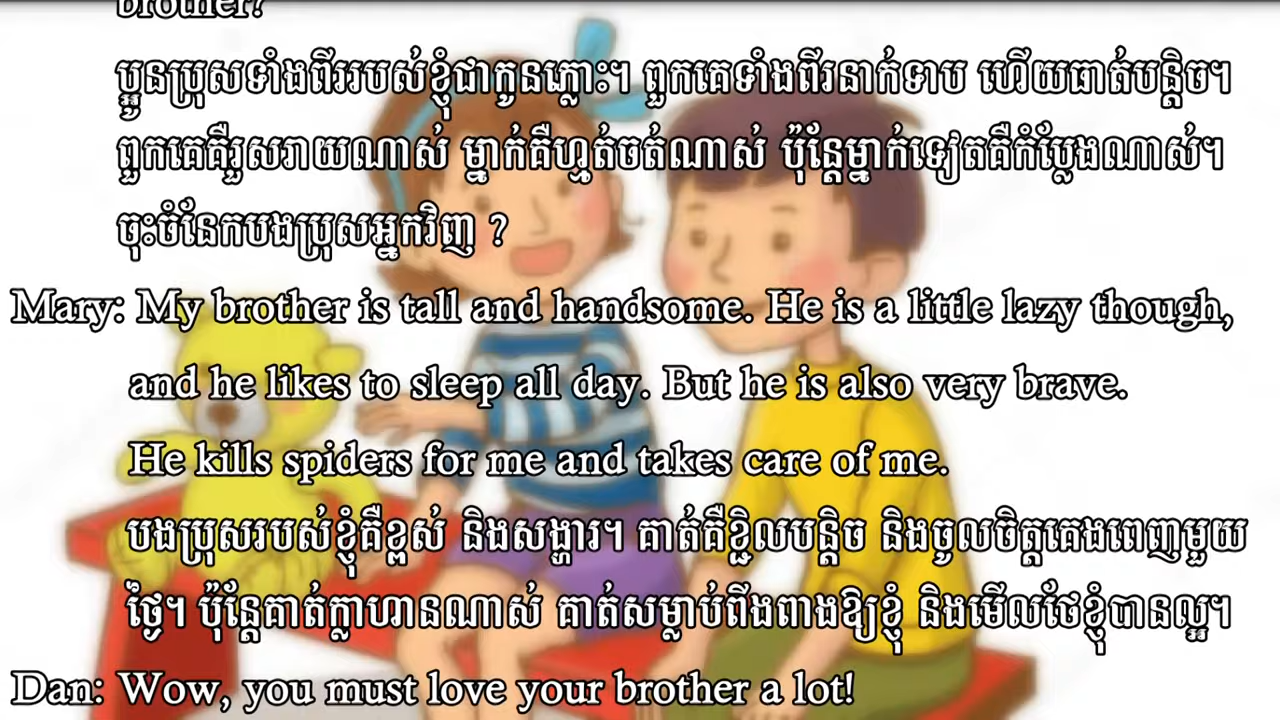 brother?
ប្អូនប្រុសទាំងពីររបស់ខ្ញុំជាកូនភ្លោះ។ ពួកគេទាំងពីរនាក់ទាប ហើយធាត់បន្តិច។
ពួកគេគឺរួសរាយណាស់ ម្នាក់គឺហ្មត់ចត់ណាស់ ប៉ុន្តែម្នាក់ទៀតគឺកំប្លែងណាស់។
ចុះចំនែកបងប្រុសអ្នកវិញ ?
Mary: My brother is tall and handsome. He is a little lazy though,
and he likes to sleep all day. But he is also very brave.
He kills spiders for me and takes care of me.
បងប្រុសរបស់ខ្ញុំគឺខ្ពស់ និងសង្ហារ។ គាត់គឺខ្ជិលបន្តិច និងចូលចិត្តគេងពេញមួយ
ថ្ងៃ។ ប៉ុន្តែគាត់ក្លាហានណាស់ គាត់សម្លាប់ពីងពាងឱ្យខ្ញុំ និងមើលថែខ្ញុំបានល្អ។
Dan: Wow, you must love your brother a lot!